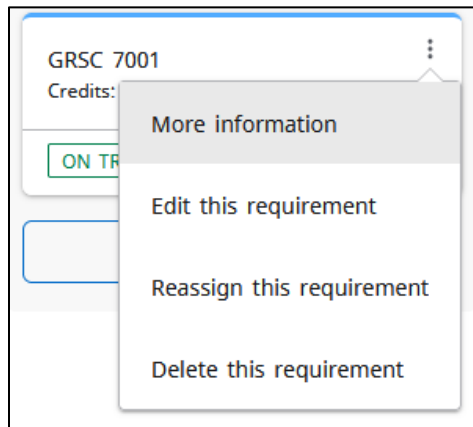 GRSC 7001
Credits:
More information
ON TR
Edit this requirement
Reassign this requirement
Delete this requirement